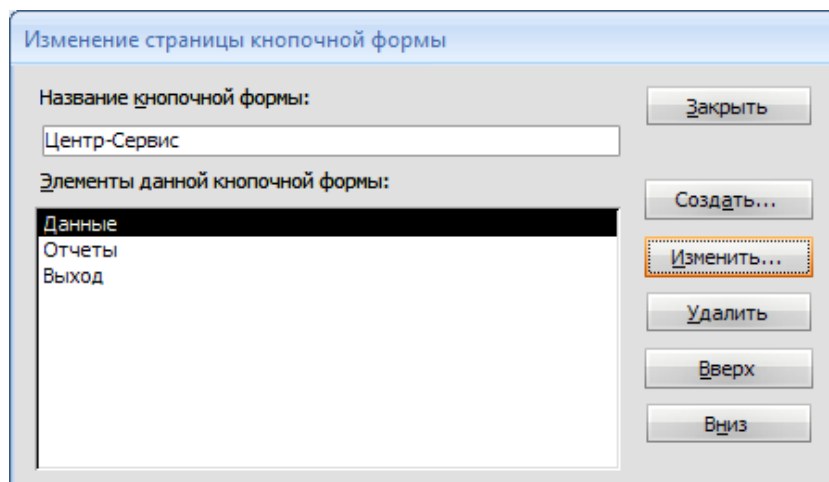 Изменение страницы кнопочной формы
Название кнопочной формы:
Закрыть
Центр-Сервис
Элементы данной кнопочной формы:
Создать...
Данные
Отчеты
Изменить...
Выход
Удалить
Вверх
Вниз